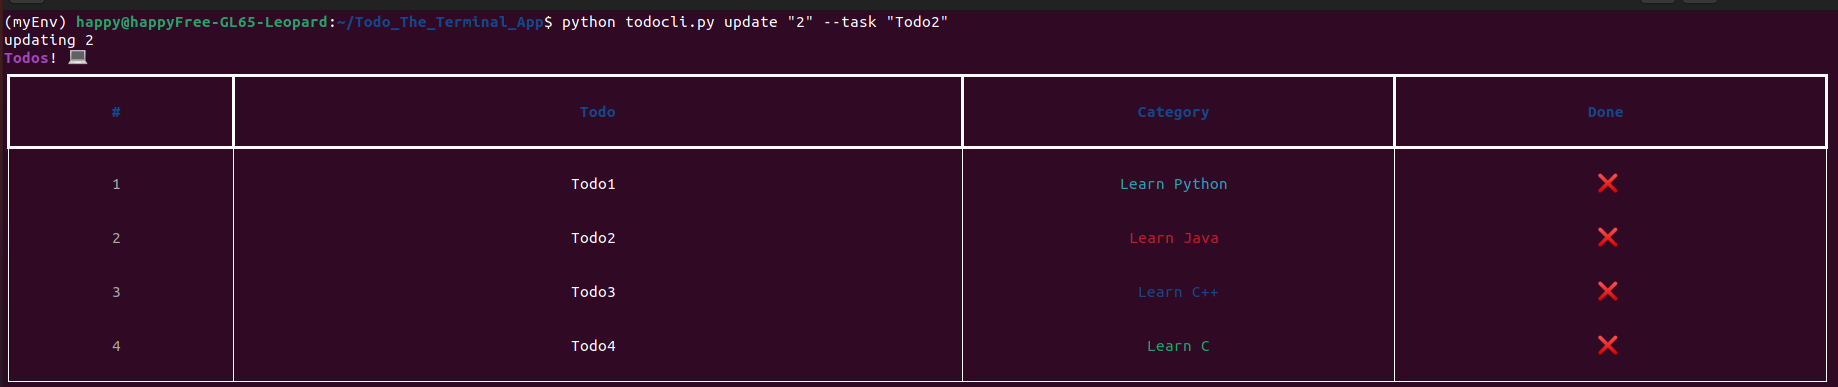 (myEnv) happy@happyFree-GL65-Leopard:~/Todo_The_Terminal_App$ python todocli.py update "2" --task "Todo2"
updating 2
Todos! 💻
# Todo Category Done
1 Todo1 Learn Python ❌
2 Todo2 Learn Java ❌
3 Todo3 Learn C++ ❌
4 Todo4 Learn C ❌